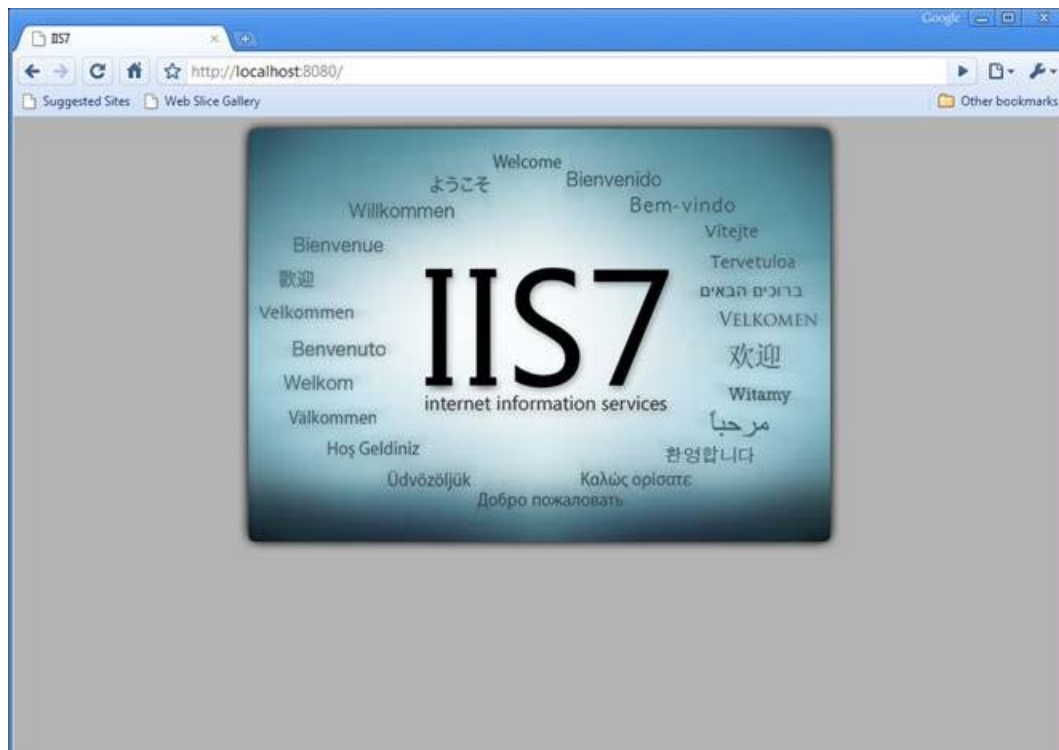 Google
IIS7
http://localhost:8080/
Suggested Sites
Web Slice Gallery
Other bookmarks
Welcome
ようこそ
Bienvenido
Willkommen
Bem-vindo
Bienvenue
Vítejte
歡迎
Tervetuloa
ברוכים הבאים
Velkommen
VELKOMEN
IIS7
Benvenuto
欢迎
Welkom
Witamy
internet information services
Välkommen
مرحباً
Hoş Geldiniz
환영합니다
Üdvözöljük
Καλώς ορίσατε
Добро пожаловать